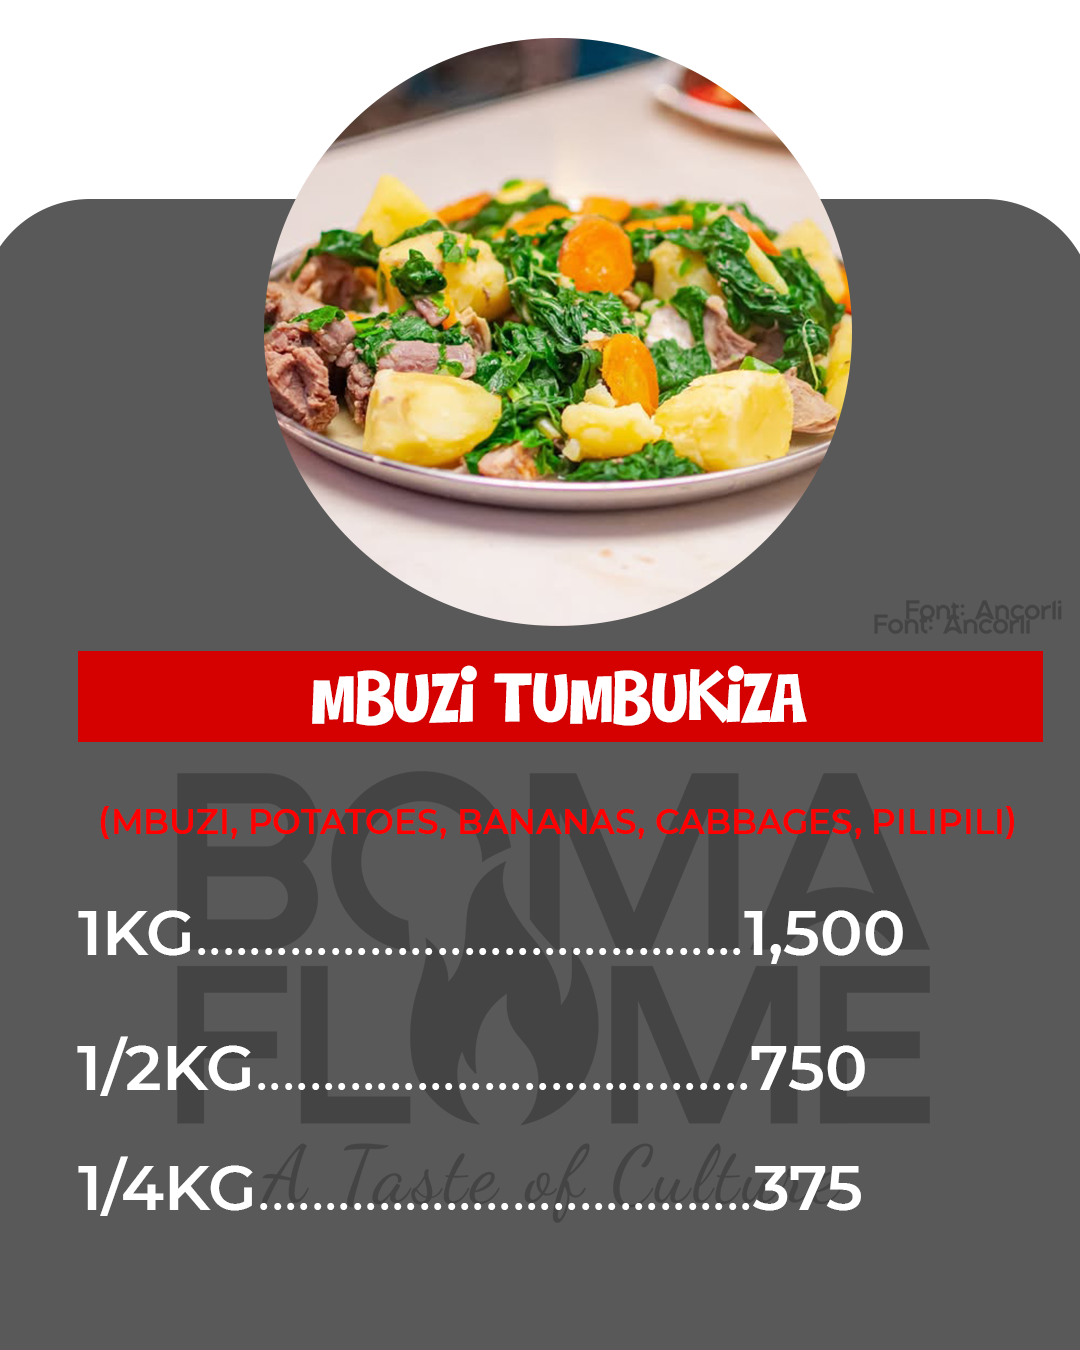 Font: Ancorli
Font: Ancorli
MBUZi TUMBUKiZA
BOMA
(MBUZI, POTATOES, BANANAS, CABBAGES, PILIPILI)
1KG.........................................1,500
FLAME
1/2KG.....................................750
A Taste of Culture
1/4KG.....................................375